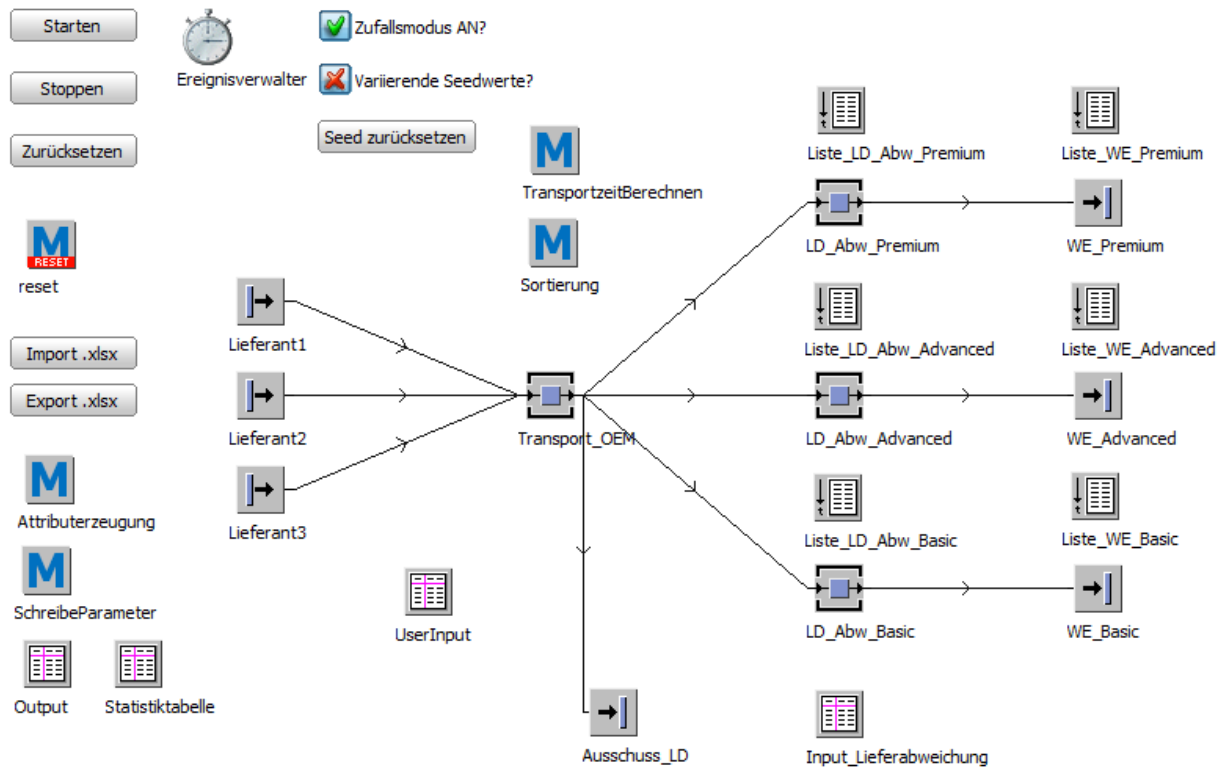 Starten
Ereignisverwalter
Zufallsmodus AN?
Stoppen
Variierende Seedwerte?
Zurücksetzen
Seed zurücksetzen
M
TransportzeitBerechnen
Liste_LD_Abw_Premium
Liste_WE_Premium
M
RESET
reset
M
Sortierung
LD_Abw_Premium
WE_Premium
Lieferant1
Import .xlsx
Liste_LD_Abw_Advanced
Liste_WE_Advanced
Export .xlsx
Lieferant2
Transport_OEM
LD_Abw_Advanced
WE_Advanced
M
Attributerzeugung
Lieferant3
Liste_LD_Abw_Basic
Liste_WE_Basic
M
SchreibeParameter
UserInput
LD_Abw_Basic
WE_Basic
Output
Statistiktabelle
Ausschuss_LD
Input_Lieferabweichung